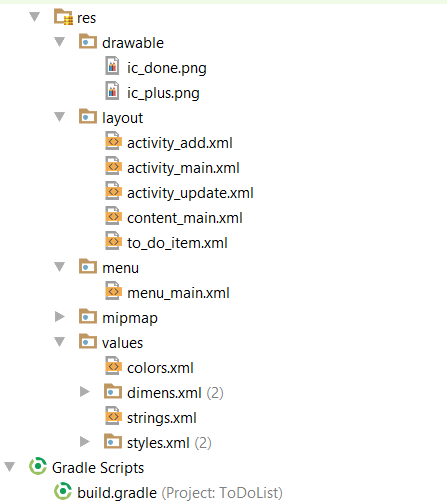 res
drawable
ic_done.png
ic_plus.png
layout
activity_add.xml
activity_main.xml
activity_update.xml
content_main.xml
to_do_item.xml
menu
menu_main.xml
mipmap
values
colors.xml
dimens.xml (2)
strings.xml
styles.xml (2)
Gradle Scripts
build.gradle (Project: ToDoList)